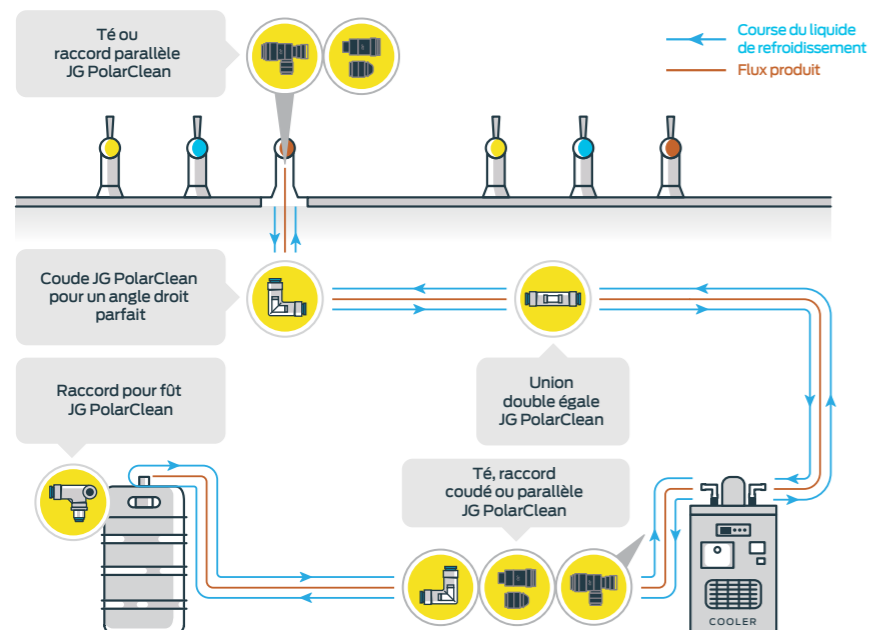 Té ou
raccord parallèle
JG PolarClean
Course du liquide
de refroidissement
Flux produit
Coude JG PolarClean
pour un angle droit
parfait
Raccord pour fût
JG PolarClean
Union
double égale
JG PolarClean
Té, raccord
coudé ou parallèle
JG PolarClean
COOLER